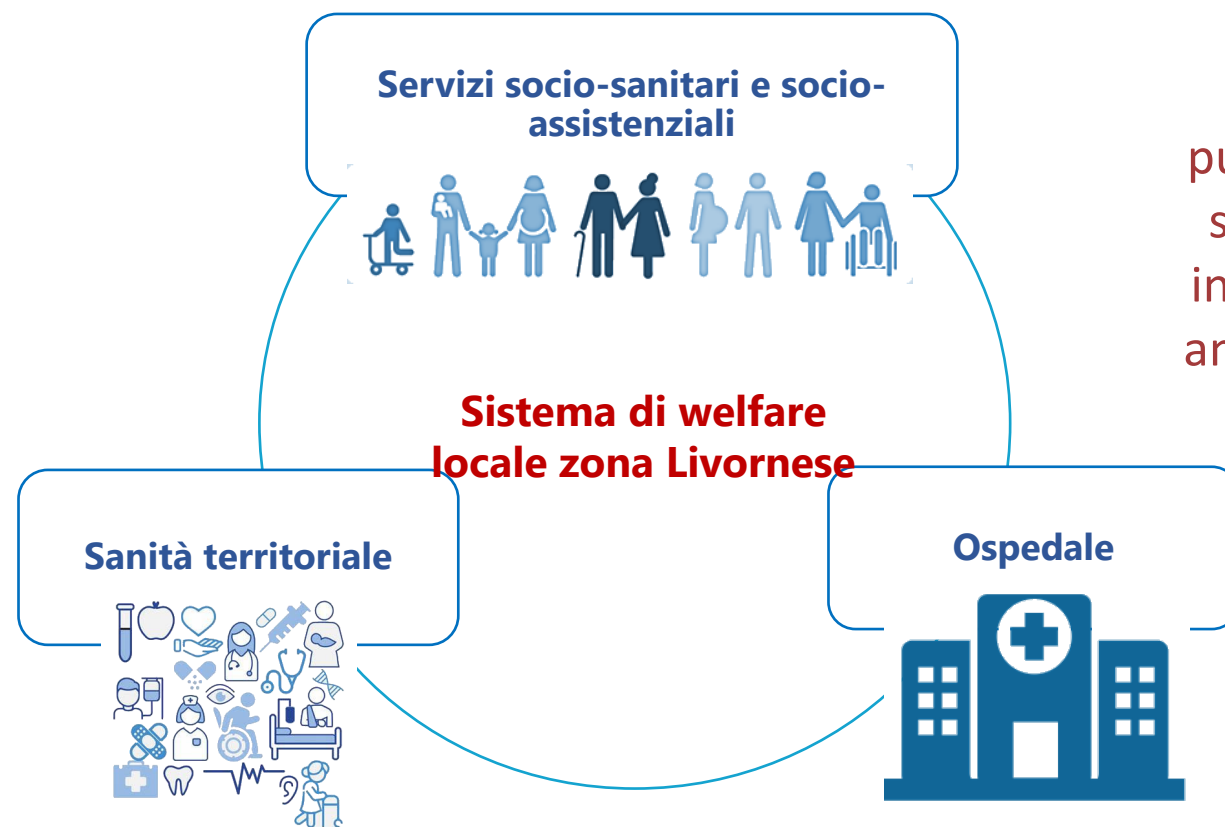 Servizi socio-sanitari e socio-
assistenziali
Sistema di welfare
locale zona Livornese
Sanità territoriale
Ospedale